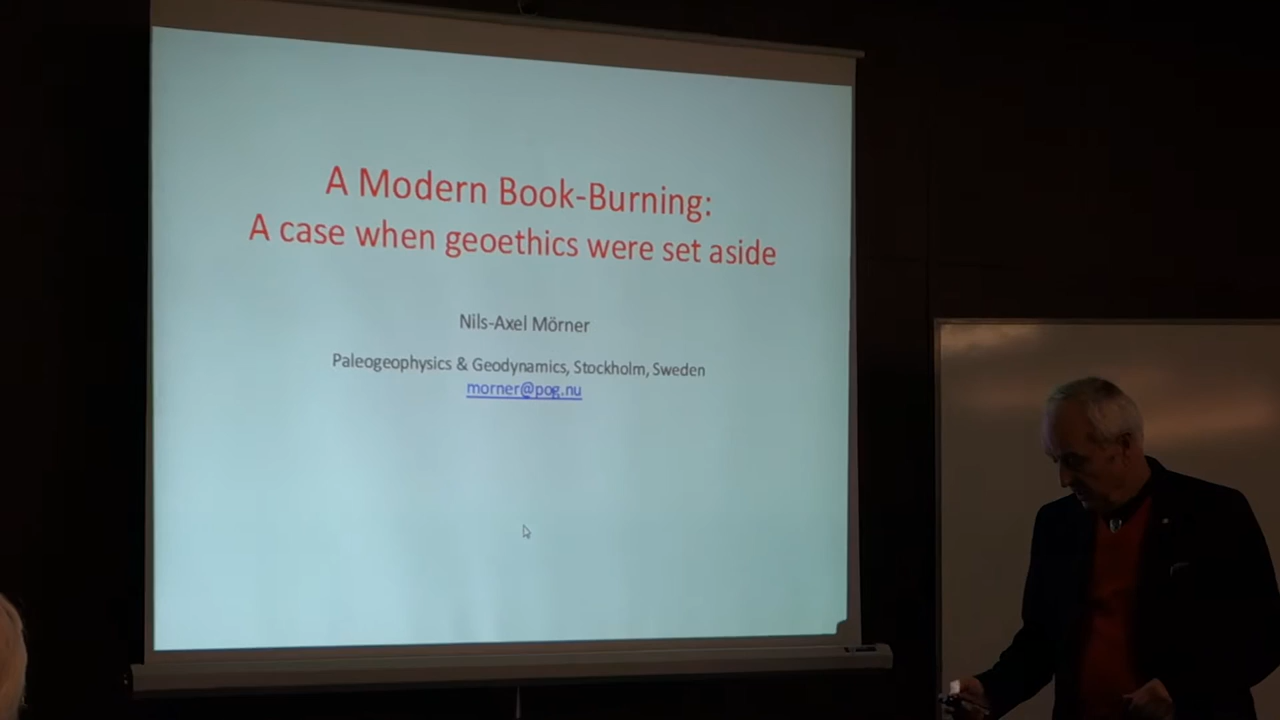 A Modern Book-Burning:
A case when geoethics were set aside
Nils-Axel Mörner
Paleogeophysics & Geodynamics, Stockholm, Sweden
morner@pog.nu